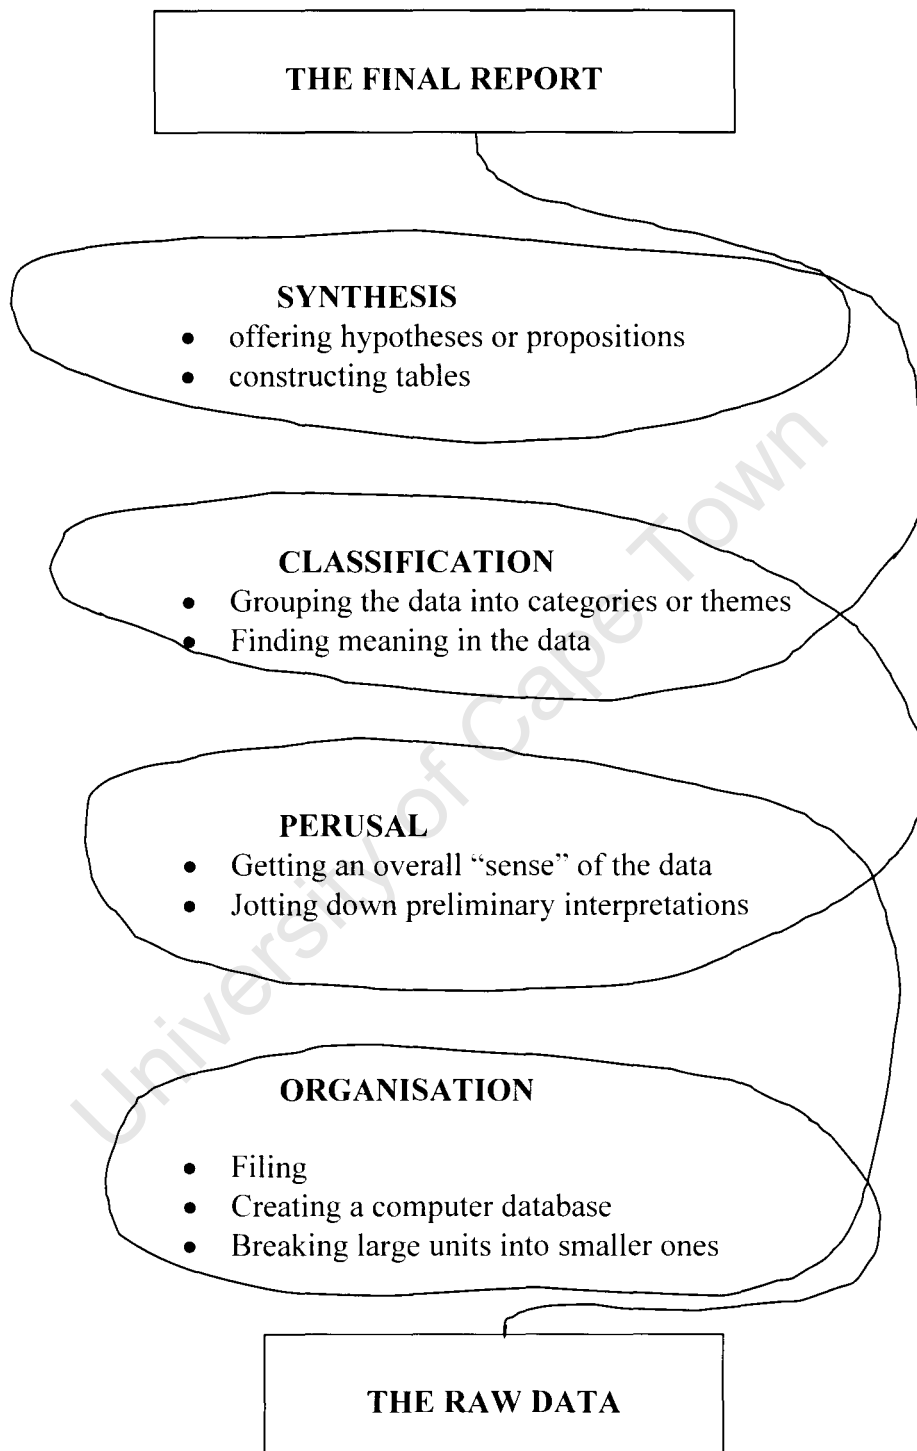 THE FINAL REPORT
SYNTHESIS
• offering hypotheses or propositions
• constructing tables
CLASSIFICATION
• Grouping the data into categories or themes
• Finding meaning in the data
PERUSAL
• Getting an overall “sense” of the data
• Jotting down preliminary interpretations
ORGANISATION
• Filing
• Creating a computer database
• Breaking large units into smaller ones
THE RAW DATA
University of Cape Town